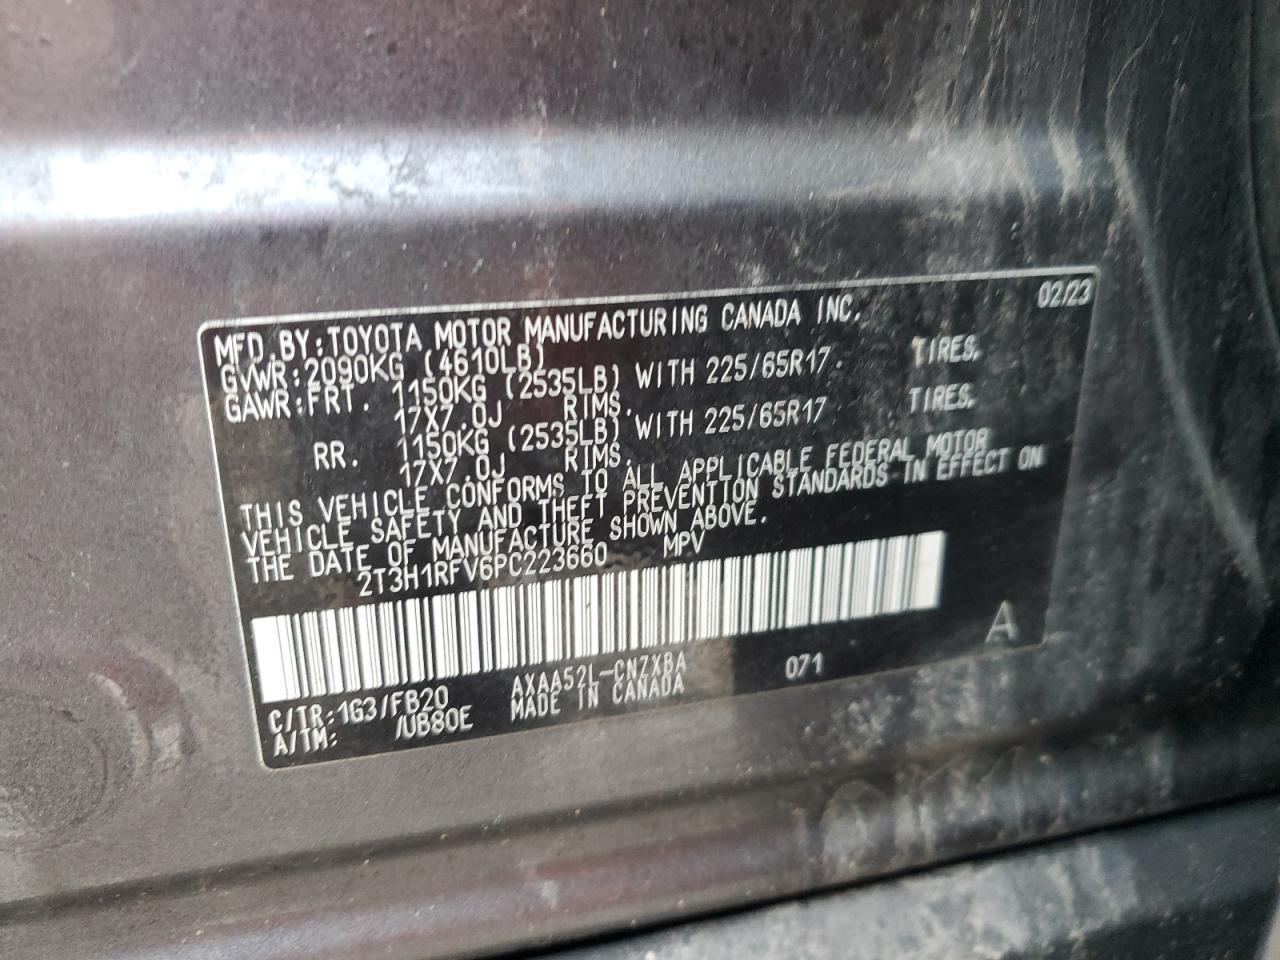 02/23
MFD.BY:TOYOTA MOTOR MANUFACTURING CANADA INC.
GVWR:2090KG (4610LB)
GAWR:FRT. 1150KG (2535LB) WITH 225/65R17 TIRES,
17X7.0J RIMS.
RR. 1150KG (2535LB) WITH 225/65R17 TIRES,
17X7.0J RIMS.
THIS VEHICLE CONFORMS TO ALL APPLICABLE FEDERAL MOTOR
VEHICLE SAFETY AND THEFT PREVENTION STANDARDS IN EFFECT ON
THE DATE OF MANUFACTURE SHOWN ABOVE.
2T3H1RFV6PC223660 MPV
A
C/TR:1G3/FB20 AXAA52L-CNZXBA 071
A/TM: /UB80E MADE IN CANADA